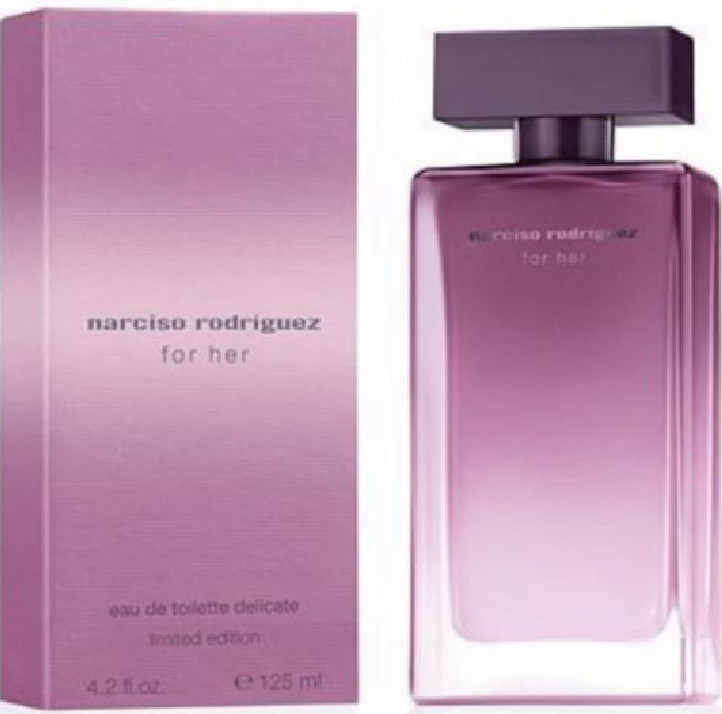 narciso rodriguez
for her
eau de toilette delicate
limited edition
4.2 fl.oz. ℮ 125 ml
narciso rodriguez
for her